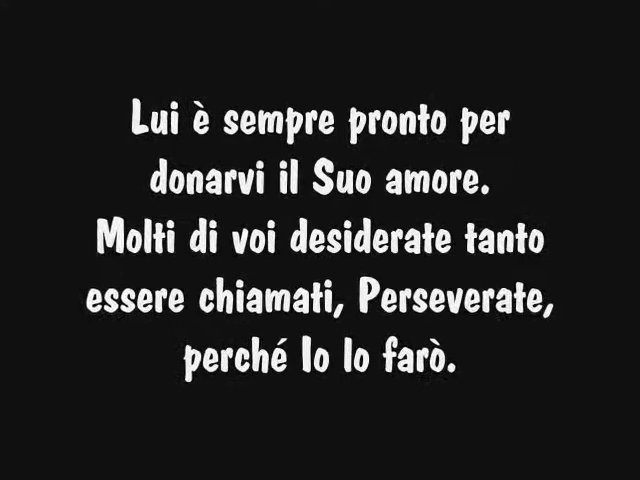 Lui è sempre pronto per
donarvi il Suo amore.
Molti di voi desiderate tanto
essere chiamati, Perseverate,
perché Io lo farò.